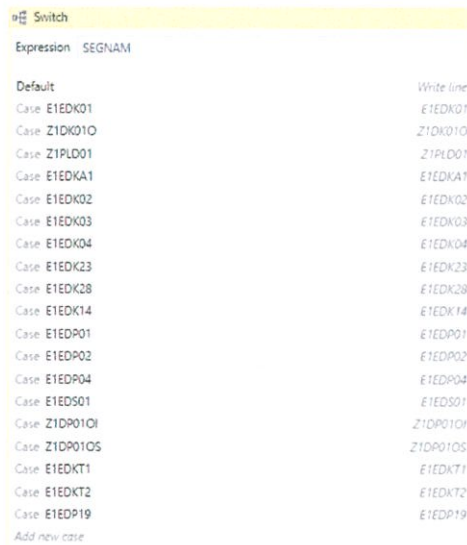 Switch
Expression SEGNAM
Default Write line
Case E1EDK01 E1EDK01
Case Z1DK01O Z1DK01O
Case Z1PLD01 Z1PLD01
Case E1EDKA1 E1EDKA1
Case E1EDK02 E1EDK02
Case E1EDK03 E1EDK03
Case E1EDK04 E1EDK04
Case E1EDK23 E1EDK23
Case E1EDK28 E1EDK28
Case E1EDK14 E1EDK14
Case E1EDP01 E1EDP01
Case E1EDP02 E1EDP02
Case E1EDP04 E1EDP04
Case E1EDS01 E1EDS01
Case Z1DP01OI Z1DP01OI
Case Z1DP01OS Z1DP01OS
Case E1EDKT1 E1EDKT1
Case E1EDKT2 E1EDKT2
Case E1EDP19 E1EDP19
Add new case